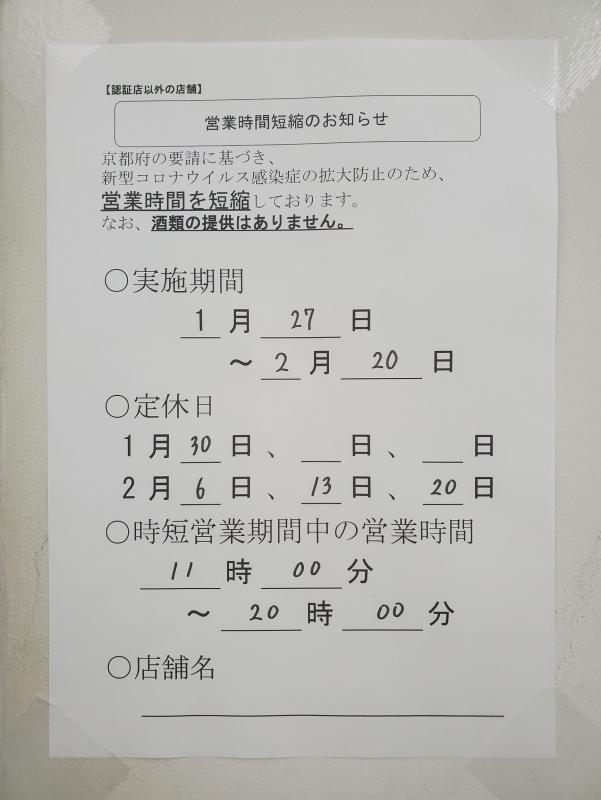 【認証店以外の店舗】
営業時間短縮のお知らせ
京都府の要請に基づき、
新型コロナウイルス感染症の拡大防止のため、
営業時間を短縮しております。
なお、酒類の提供はありません。
○実施期間
1月27日
～2月20日
○定休日
1月30日、 日、 日
2月6日、13日、20日
○時短営業期間中の営業時間
11時00分
～20時00分
○店舗名